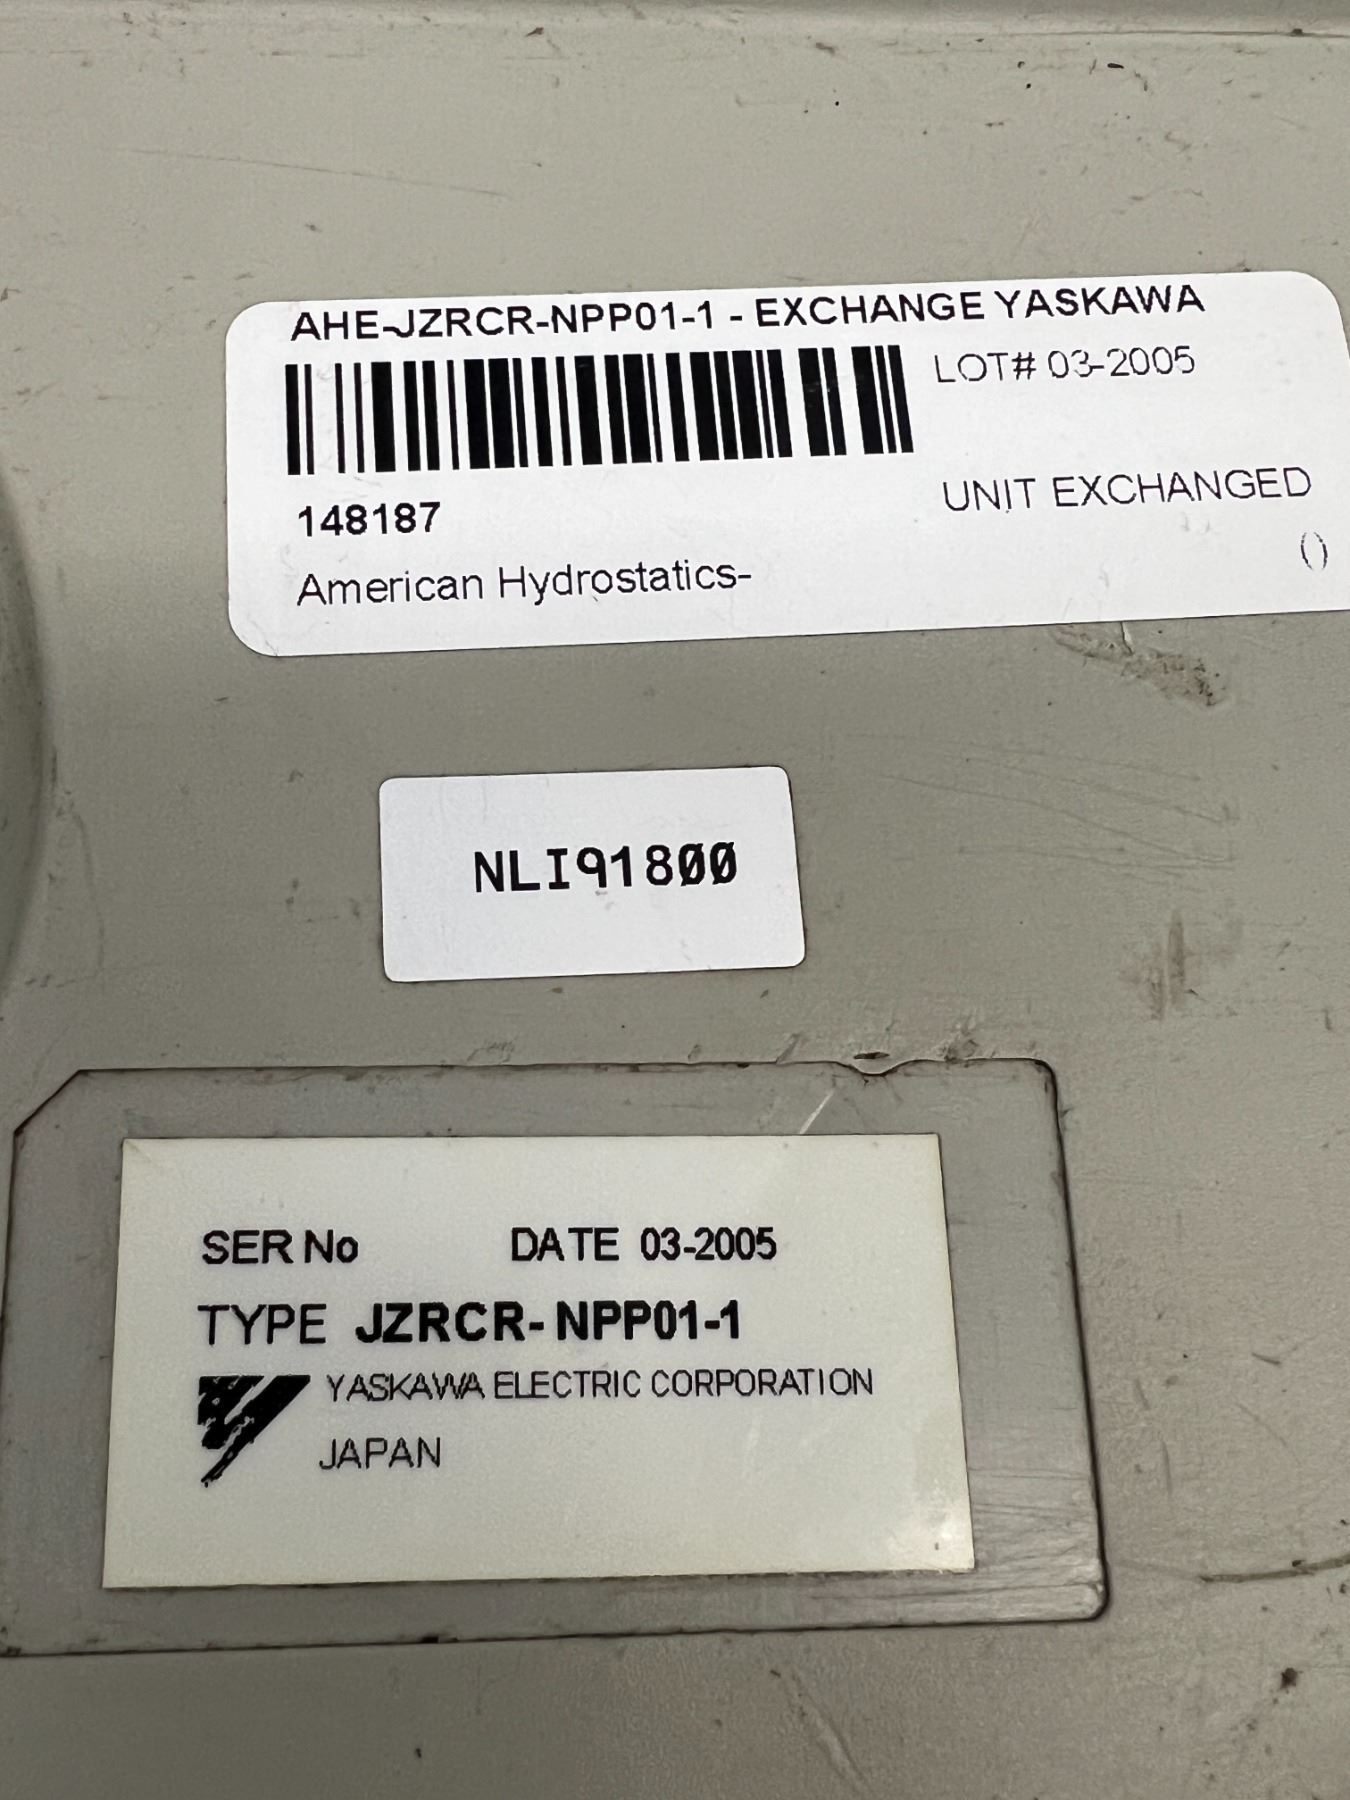 AHE-JZRCR-NPP01-1 - EXCHANGE YASKAWA
LOT# 03-2005
148187
UNIT EXCHANGED
American Hydrostatics-
()
NLI91800
SER No DATE 03-2005
TYPE JZRCR-NPP01-1
YASKAWA ELECTRIC CORPORATION
JAPAN